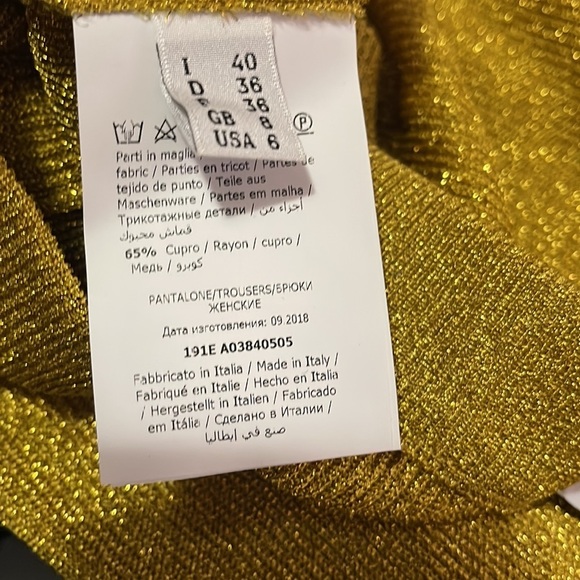 I 40
D 36
F 36
GB 8
USA 6
P
Parti in maglia
fabric / Parties en tricot / Partes de
tejido de punto / Teile aus
Maschenware / Partes em malha /
Трикотажные детали / أجزاء من
قماش محبوك
65% Cupro / Rayon / cupro /
Медь / كوبرو
PANTALONE/TROUSERS/БРЮКИ
ЖЕНСКИЕ
Дата изготовления: 09.2018
191E A03840505
Fabbricato in Italia / Made in Italy /
Fabriqué en Italie / Hecho en Italia
/ Hergestellt in Italien / Fabricado
em Itália / Сделано в Италии /
صنع في ايطاليا